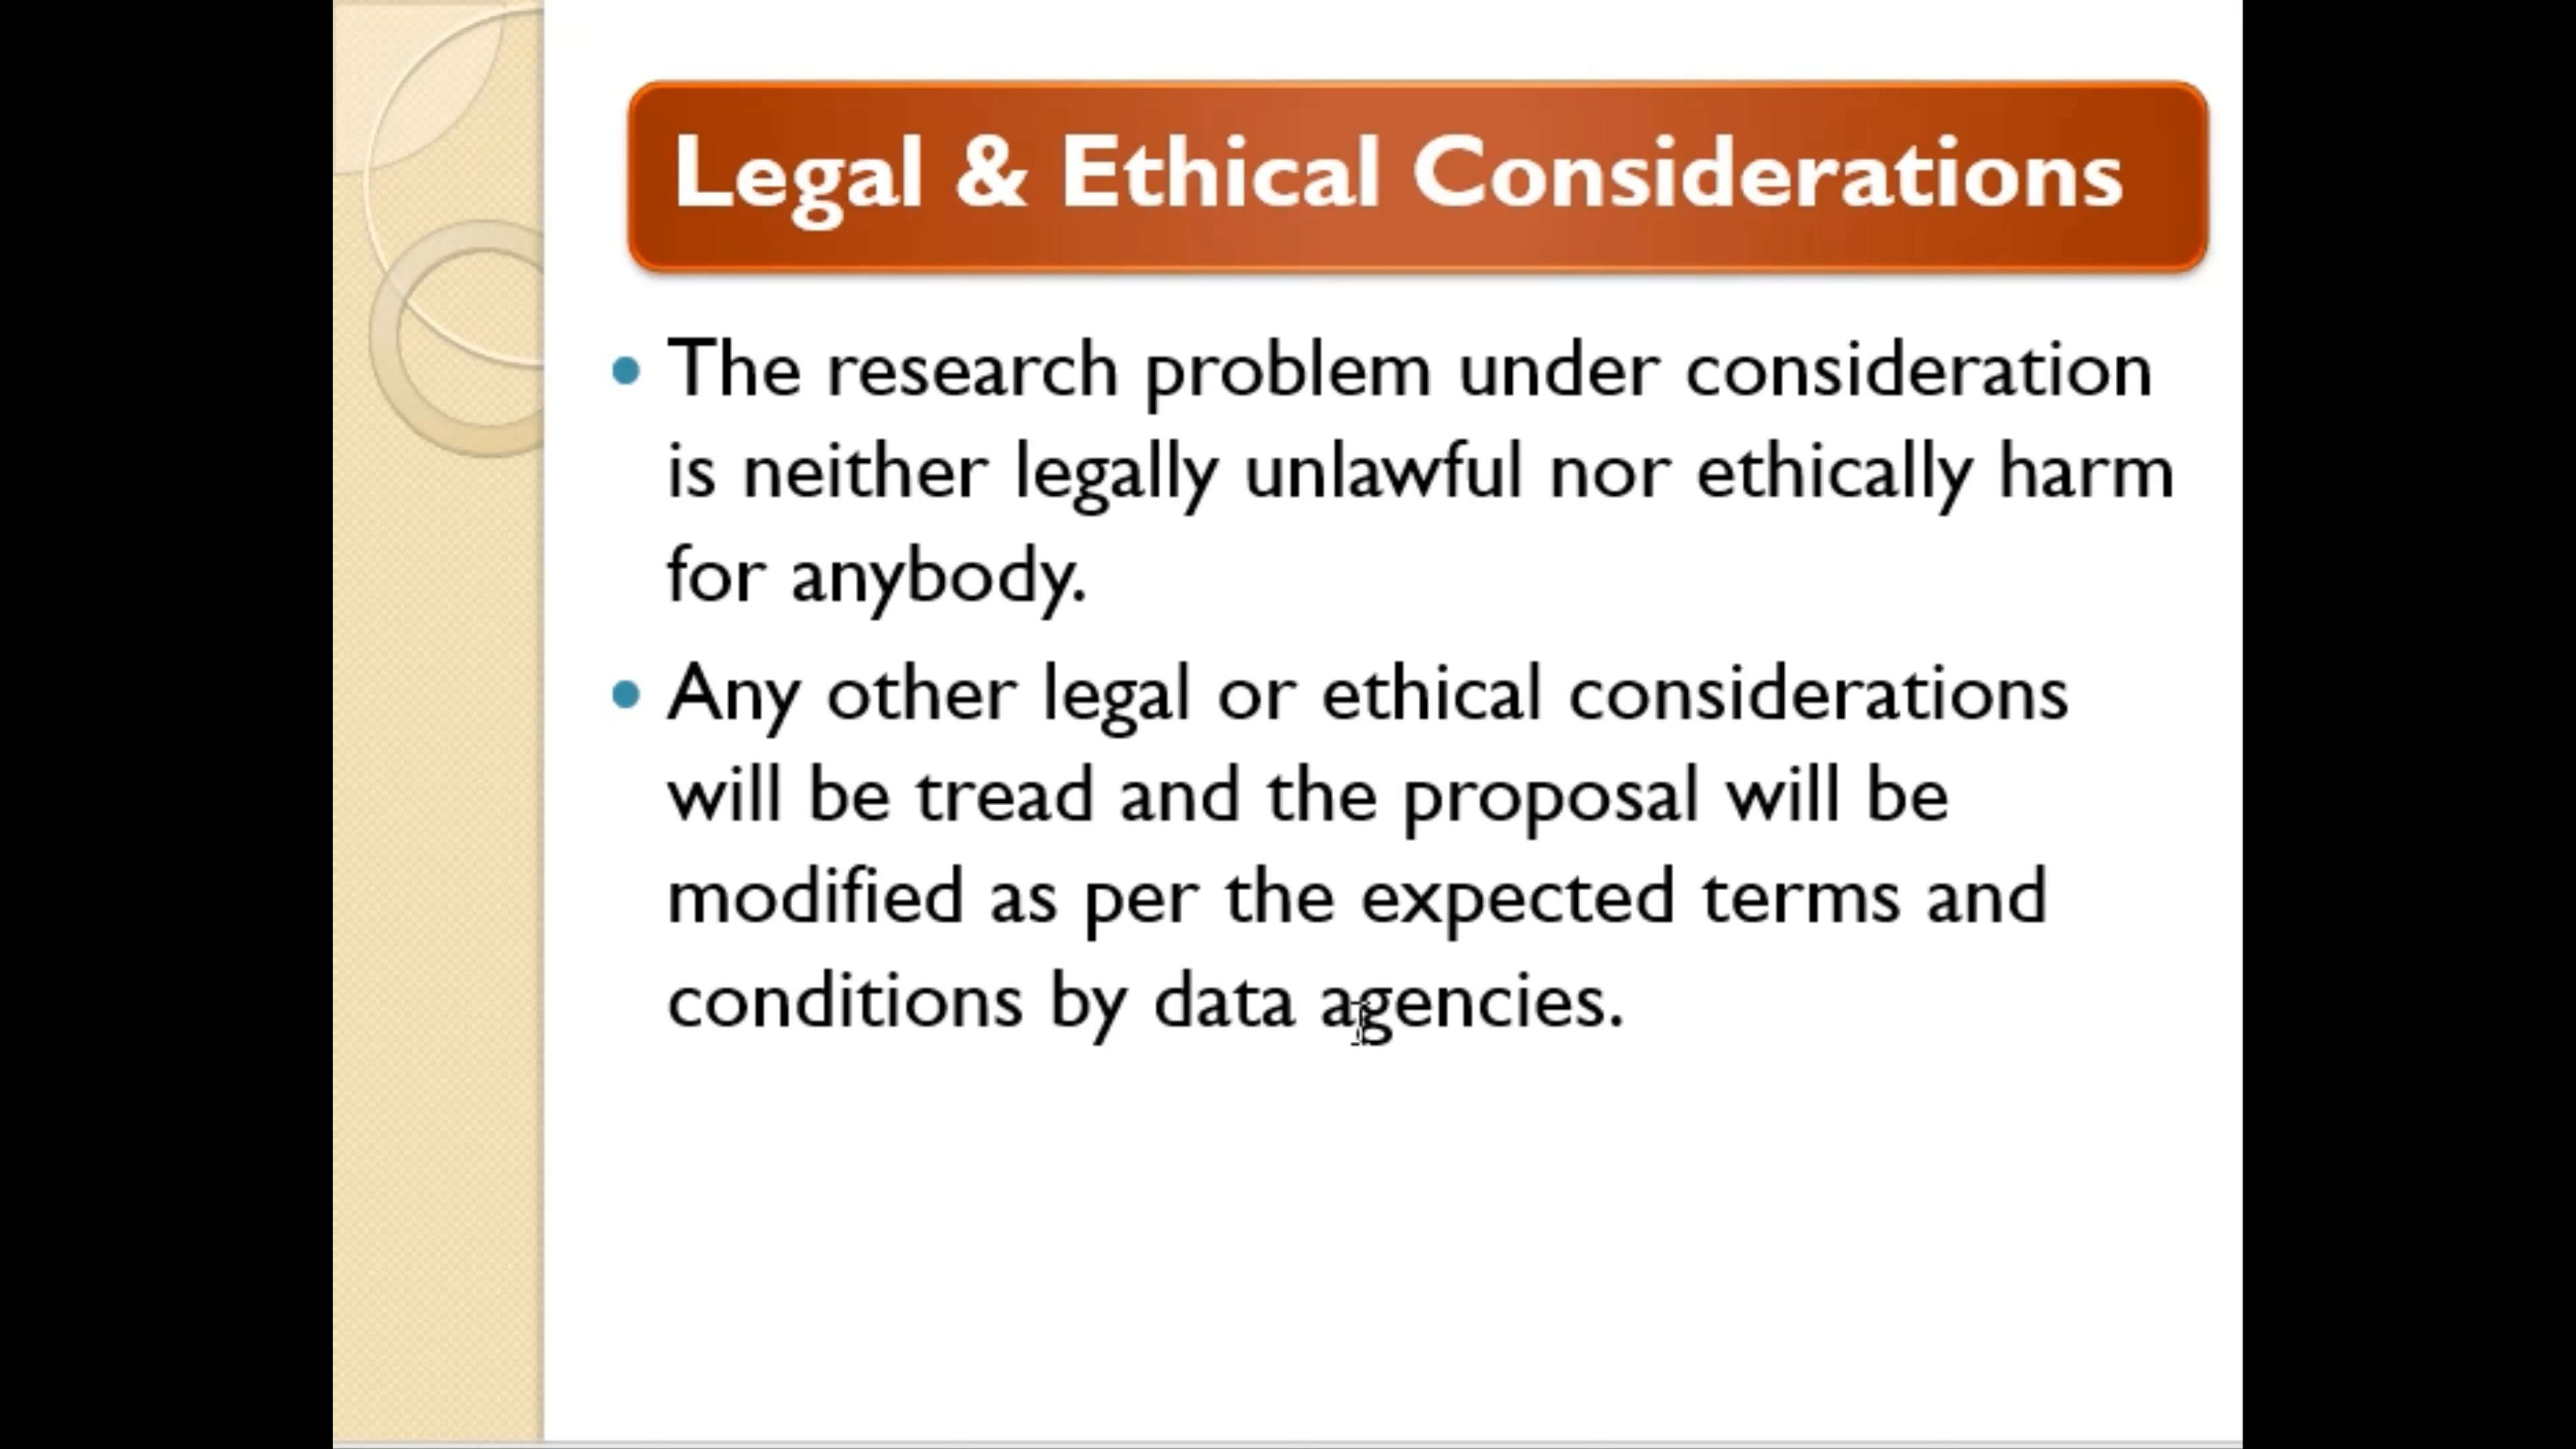 Legal & Ethical Considerations
• The research problem under consideration
is neither legally unlawful nor ethically harm
for anybody.
• Any other legal or ethical considerations
will be tread and the proposal will be
modified as per the expected terms and
conditions by data agencies.